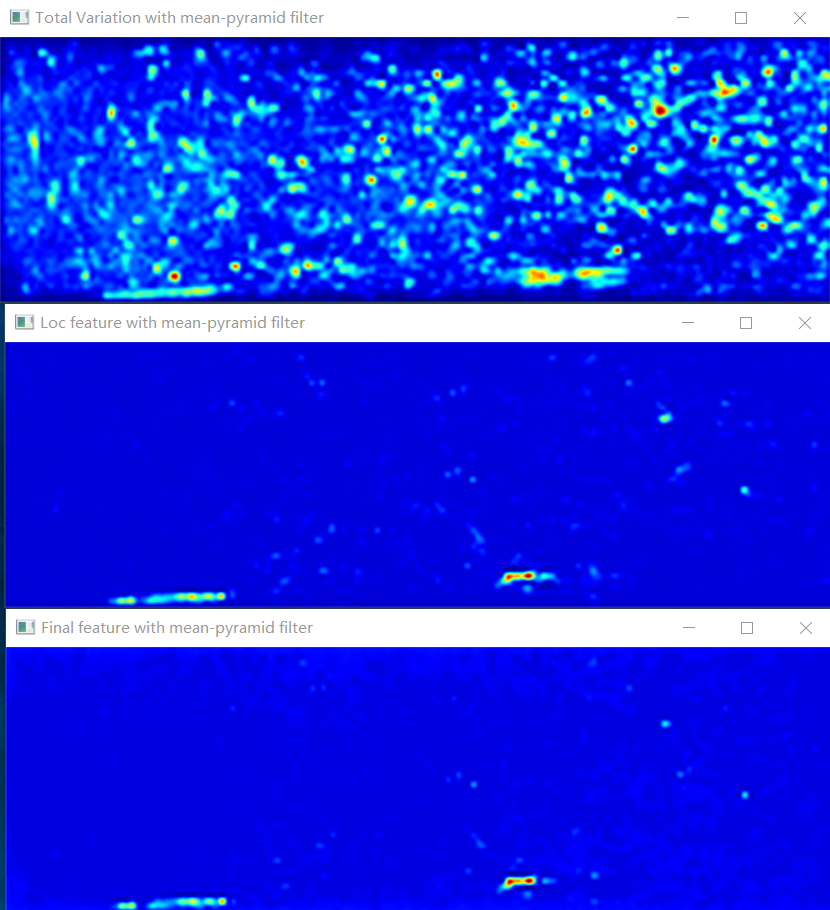 Total Variation with mean-pyramid filter
Loc feature with mean-pyramid filter
Final feature with mean-pyramid filter